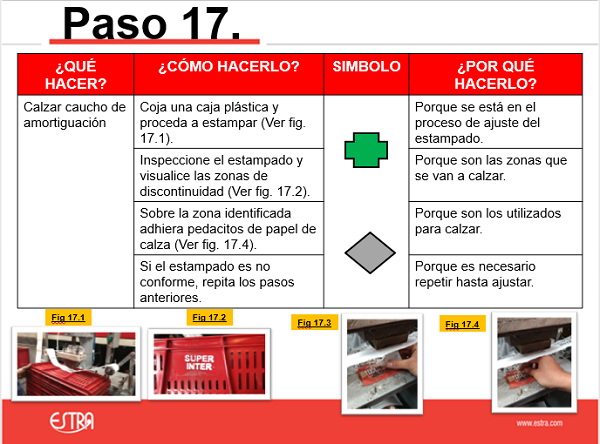 Paso 17.
¿QUÉ
HACER?
¿CÓMO HACERLO?
SIMBOLO
¿POR QUÉ
HACERLO?
Calzar caucho de
amortiguación
Coja una caja plástica y
proceda a estampar (Ver fig.
17.1).
Porque se está en el
proceso de ajuste del
estampado.
Inspeccione el estampado y
visualice las zonas de
discontinuidad (Ver fig. 17.2).
Porque son las zonas que
se van a calzar.
Sobre la zona identificada
adhiera pedacitos de papel de
calza (Ver fig. 17.4).
Porque son los utilizados
para calzar.
Si el estampado es no
conforme, repita los pasos
anteriores.
Porque es necesario
repetir hasta ajustar.
Fig 17.1
Fig 17.2
Fig 17.3
Fig 17.4
SUPER
INTER
ESTRA
www.estra.com